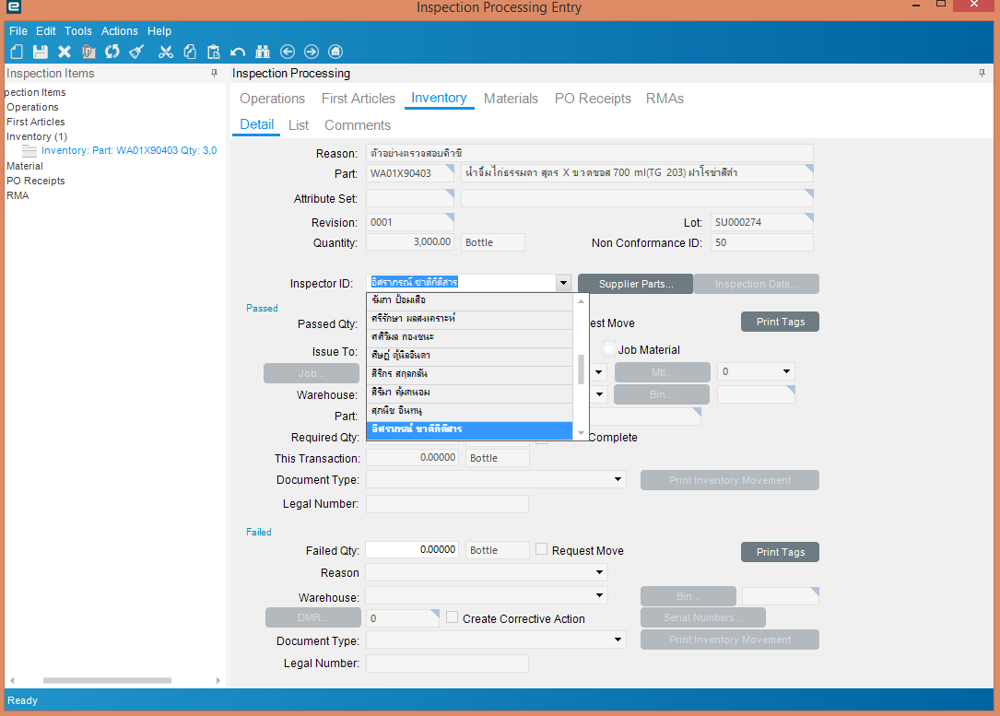 Inspection Processing Entry
File Edit Tools Actions Help
Inspection Items
Inspection Processing
pection Items
Operations
First Articles
Inventory (1)
Inventory: Part: WA01X90403 Qty: 3,0
Material
PO Receipts
RMA
Operations First Articles Inventory Materials PO Receipts RMAs
Detail List Comments
Reason: ตัวอย่างตรวจสอบคิวซี
Part: WA01X90403 น้ำจิ้มไก่ธรรมดา สูตร X ขวดซอส 700 ml(TG 203) ฝาโรซ่าสีดำ
Attribute Set:
Revision: 0001 Lot: SU000274
Quantity: 3,000.00 Bottle Non Conformance ID: 50
Inspector ID: อิศราภรณ์ ชาติกิติสาร Supplier Parts... Inspection Data...
รัมภา ป้อมเสือ
ศรีรักษา ผลสงเคราะห์
ศศิวิมล กองชนะ
ศิษฎ์ ตุ้นิลจินดา
สิริกร สกุลกลัน
สิริมา คุ้มถนอม
สุภนิช อินทนู
อิศราภรณ์ ชาติกิติสาร
Passed
Passed Qty: est Move Print Tags
Issue To: Job Material
Job... Mtl... 0
Warehouse: Bin...
Part:
Required Qty: Complete
This Transaction: 0.00000 Bottle
Document Type: Print Inventory Movement
Legal Number:
Failed
Failed Qty: 0.00000 Bottle Request Move Print Tags
Reason
Warehouse: Bin...
DMR... 0 Create Corrective Action Serial Numbers...
Document Type: Print Inventory Movement
Legal Number:
Ready